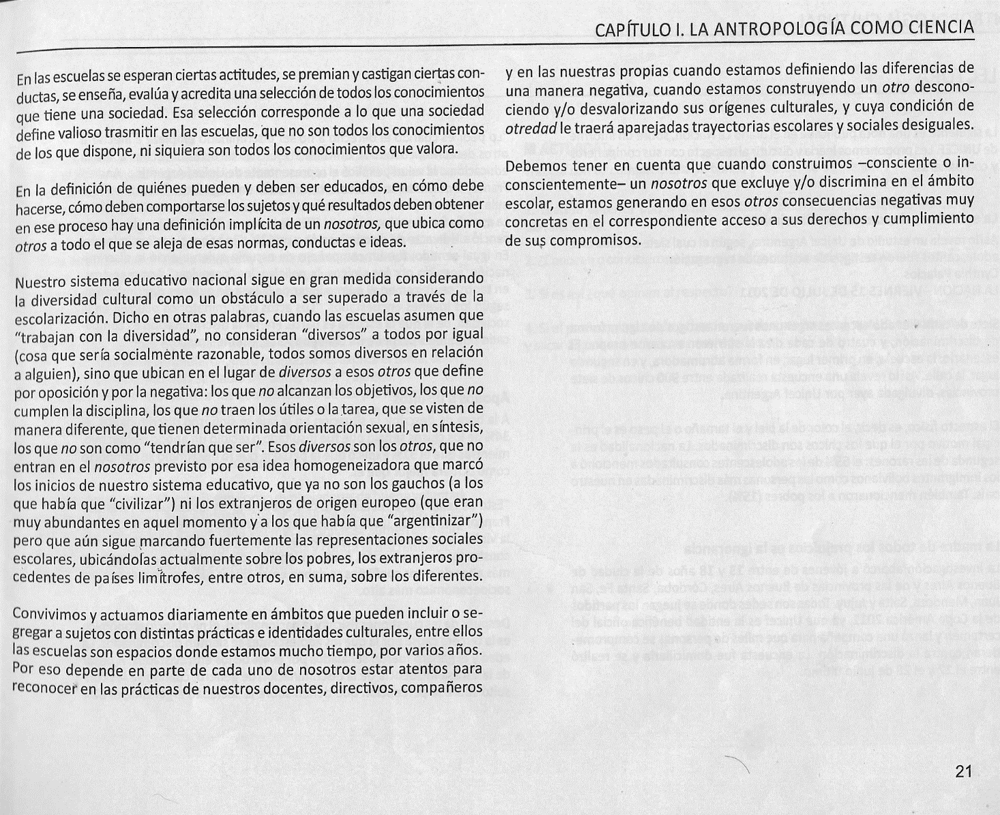 CAPÍTULO I. LA ANTROPOLOGÍA COMO CIENCIA
En las escuelas se esperan ciertas actitudes, se premian y castigan ciertas con-
ductas, se enseña, evalúa y acredita una selección de todos los conocimientos
que tiene una sociedad. Esa selección corresponde a lo que una sociedad
define valioso trasmitir en las escuelas, que no son todos los conocimientos
de los que dispone, ni siquiera son todos los conocimientos que valora.
En la definición de quiénes pueden y deben ser educados, en cómo debe
hacerse, cómo deben comportarse los sujetos y qué resultados deben obtener
en ese proceso hay una definición implícita de un nosotros, que ubica como
otros a todo el que se aleja de esas normas, conductas e ideas.
Nuestro sistema educativo nacional sigue en gran medida considerando
la diversidad cultural como un obstáculo a ser superado a través de la
escolarización. Dicho en otras palabras, cuando las escuelas asumen que
“trabajan con la diversidad”, no consideran “diversos” a todos por igual
(cosa que sería socialmente razonable, todos somos diversos en relación
a alguien), sino que ubican en el lugar de diversos a esos otros que define
por oposición y por la negativa: los que no alcanzan los objetivos, los que no
cumplen la disciplina, los que no traen los útiles o la tarea, que se visten de
manera diferente, que tienen determinada orientación sexual, en síntesis,
los que no son como “tendrían que ser”. Esos diversos son los otros, que no
entran en el nosotros previsto por esa idea homogeneizadora que marcó
los inicios de nuestro sistema educativo, que ya no son los gauchos (a los
que había que “civilizar”) ni los extranjeros de origen europeo (que eran
muy abundantes en aquel momento y a los que había que “argentinizar”)
pero que aún sigue marcando fuertemente las representaciones sociales
escolares, ubicándolas actualmente sobre los pobres, los extranjeros pro-
cedentes de países limítrofes, entre otros, en suma, sobre los diferentes.
Convivimos y actuamos diariamente en ámbitos que pueden incluir o se-
gregar a sujetos con distintas prácticas e identidades culturales, entre ellos
las escuelas son espacios donde estamos mucho tiempo, por varios años.
Por eso depende en parte de cada uno de nosotros estar atentos para
reconocer en las prácticas de nuestros docentes, directivos, compañeros
y en las nuestras propias cuando estamos definiendo las diferencias de
una manera negativa, cuando estamos construyendo un otro descono-
ciendo y/o desvalorizando sus orígenes culturales, y cuya condición de
otredad le traerá aparejadas trayectorias escolares y sociales desiguales.
Debemos tener en cuenta que cuando construimos –consciente o in-
conscientemente– un nosotros que excluye y/o discrimina en el ámbito
escolar, estamos generando en esos otros consecuencias negativas muy
concretas en el correspondiente acceso a sus derechos y cumplimiento
de sus compromisos.
21